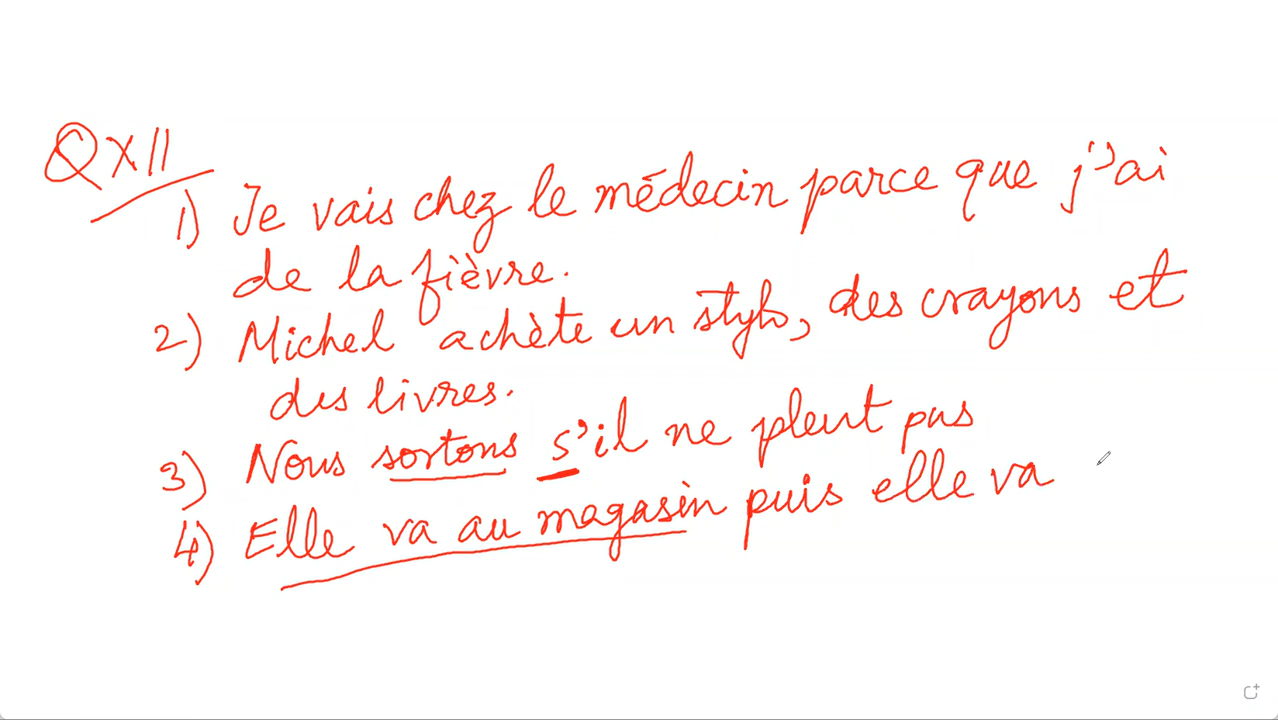 QXII
1) Je vais chez le médecin parce que j'ai
de la fièvre.
2) Michel achète un stylo, des crayons et
des livres.
3) Nous sortons s'il ne pleut pas
4) Elle va au magasin puis elle va